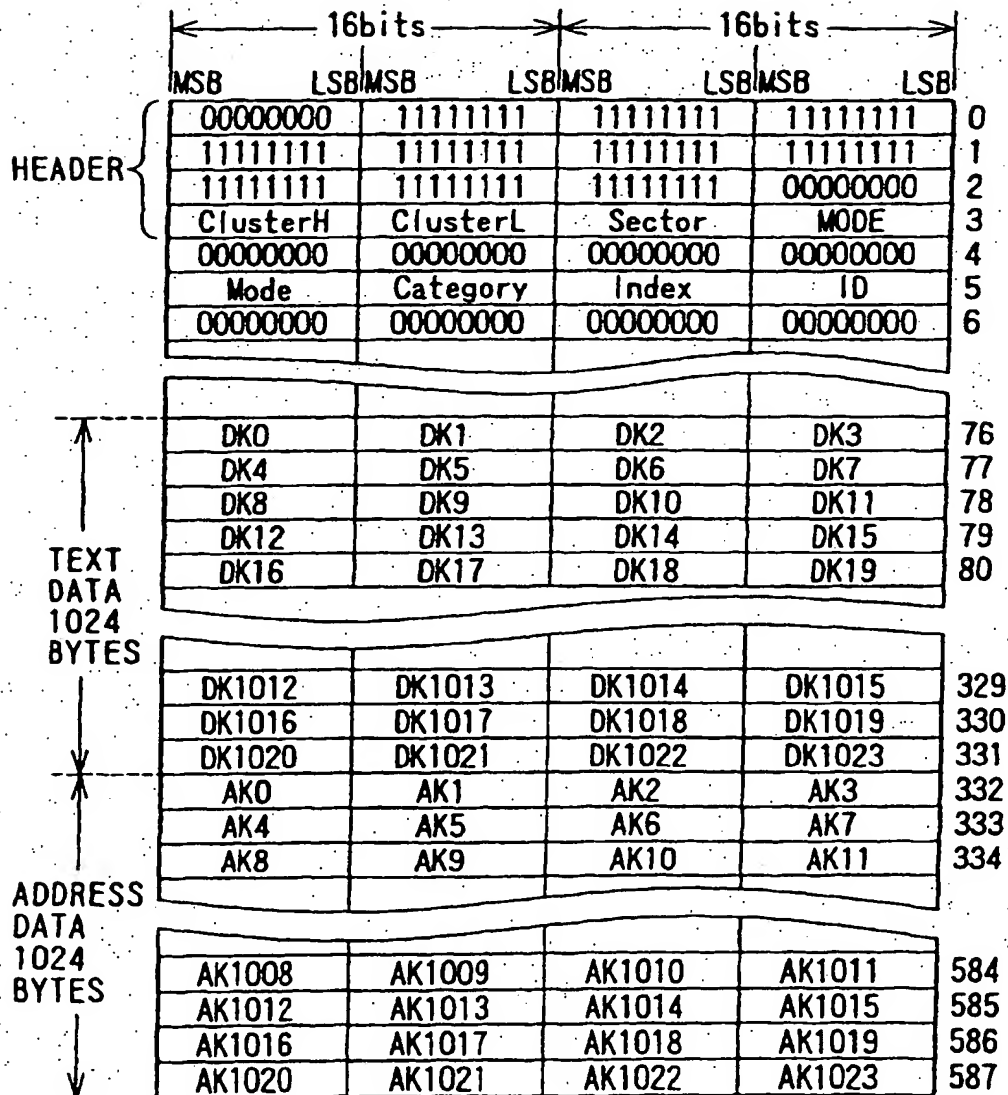 16bits 16bits
MSB LSB MSB LSB MSB LSB MSB LSB
00000000 11111111 11111111 11111111 0
11111111 11111111 11111111 11111111 1
HEADER
11111111 11111111 11111111 00000000 2
ClusterH ClusterL Sector MODE 3
00000000 00000000 00000000 00000000 4
Mode Category Index ID 5
00000000 00000000 00000000 00000000 6
DK0 DK1 DK2 DK3 76
DK4 DK5 DK6 DK7 77
DK8 DK9 DK10 DK11 78
DK12 DK13 DK14 DK15 79
DK16 DK17 DK18 DK19 80
TEXT
DATA
1024
BYTES
DK1012 DK1013 DK1014 DK1015 329
DK1016 DK1017 DK1018 DK1019 330
DK1020 DK1021 DK1022 DK1023 331
AK0 AK1 AK2 AK3 332
AK4 AK5 AK6 AK7 333
AK8 AK9 AK10 AK11 334
ADDRESS
DATA
1024
BYTES
AK1008 AK1009 AK1010 AK1011 584
AK1012 AK1013 AK1014 AK1015 585
AK1016 AK1017 AK1018 AK1019 586
AK1020 AK1021 AK1022 AK1023 587